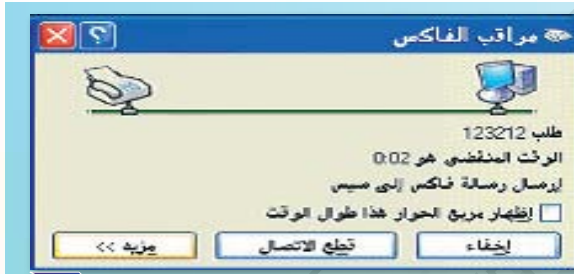 مراقب الفاكس
طلب 123212
الوقت المنقضي هو 0:02
إرسال رسالة فاكس إلى ميس
إظهار مربع الحوار هذا طوال الوقت
إخفاء
قطع الاتصال
مزيد >>